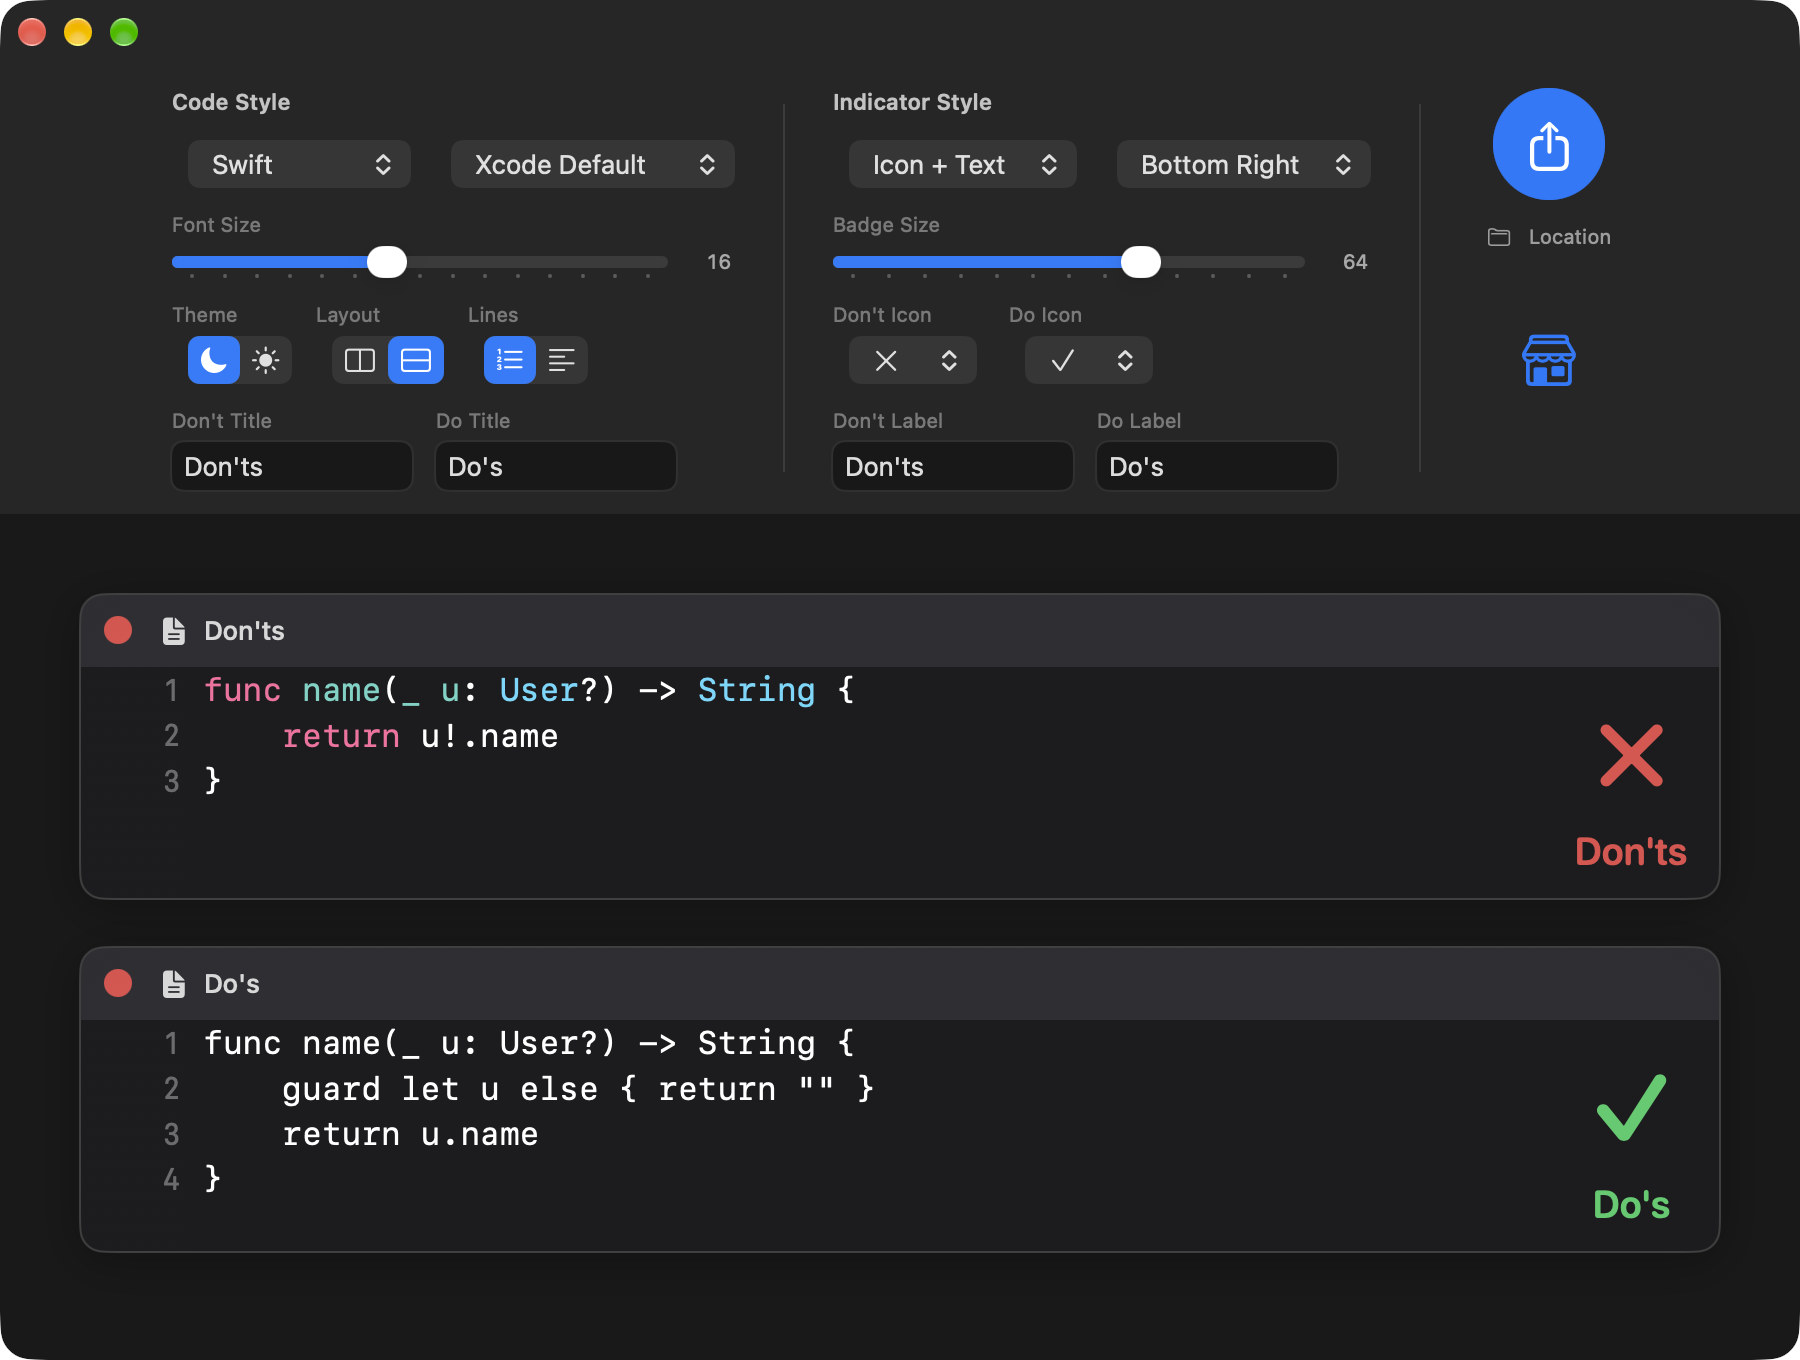 Code Style
Swift
Xcode Default
Font Size
16
Theme
Layout
Lines
1
2
3
Don't Title
Do Title
Don'ts
Do's
Indicator Style
Icon + Text
Bottom Right
Badge Size
64
Don't Icon
Do Icon
Don't Label
Do Label
Don'ts
Do's
Location
Don'ts
1 func name(_ u: User?) -> String {
2     return u!.name
3 }
Don'ts
Do's
1 func name(_ u: User?) -> String {
2     guard let u else { return "" }
3     return u.name
4 }
Do's